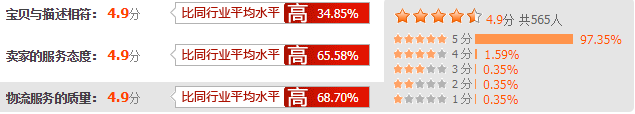 宝贝与描述相符： 4.9分 比同行业平均水平 高 34.85%
卖家的服务态度： 4.9分 比同行业平均水平 高 65.58%
物流服务的质量： 4.9分 比同行业平均水平 高 68.70%
4.9分 共565人
5 分 97.35%
4 分 1.59%
3 分 0.35%
2 分 0.35%
1 分 0.35%